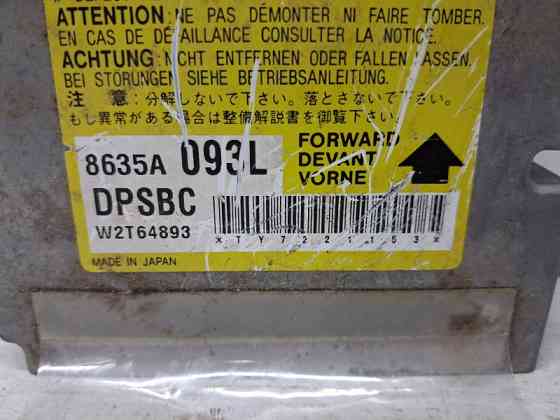 ATTENTION: NE PAS DÉMONTER NI FAIRE TOMBER.
EN CAS DE DÉFAILLANCE CONSULTER LA NOTICE.
ACHTUNG: NICHT ENTFERNEN ODER FALLEN LASSEN.
BEI STORUNGEN SIEHE BETRIEBSANLEITUNG.
注 意:分解しないで下さい。落とさないで下さい。
もし異常がある場合は整備解説書を御覧下さい。
8635A 093L
FORWARD
DEVANT
VORNE
DPSBC
W2T64893
*TY7221153*
MADE IN JAPAN